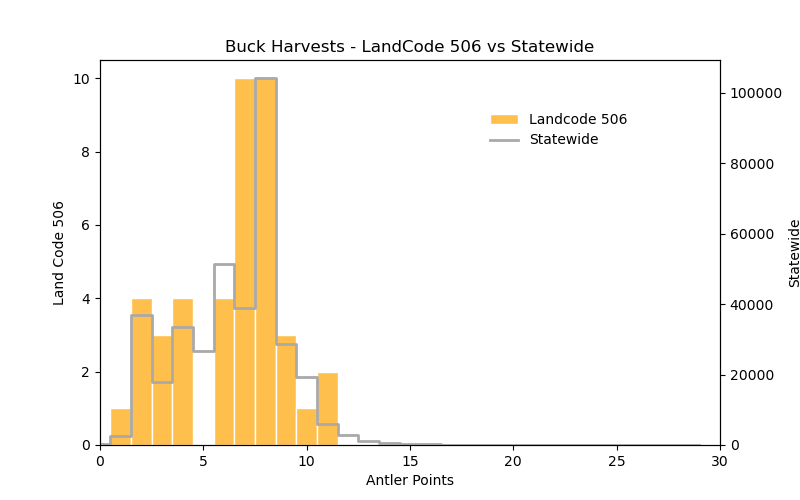 Buck Harvests - LandCode 506 vs Statewide
Landcode 506
Statewide
Land Code 506
10
8
6
4
2
0
100000
80000
60000
40000
20000
0
Statewide
0 5 10 15 20 25 30
Antler Points